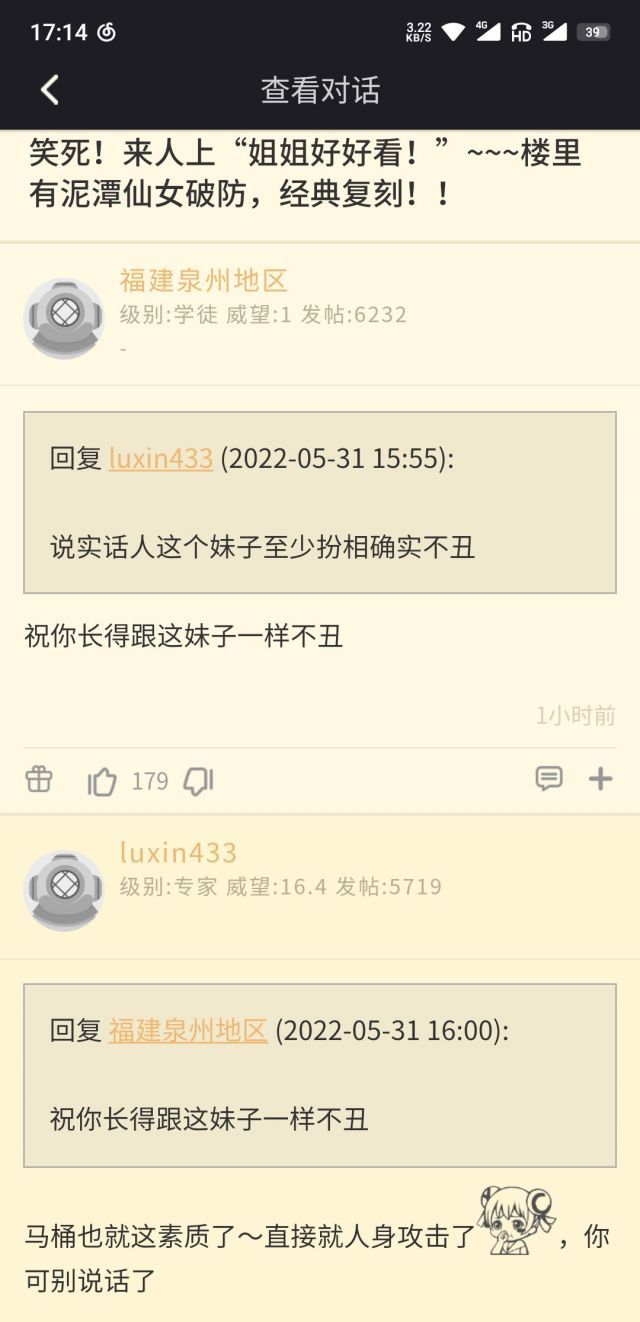 17:14
3.22
KB/S
4G
HD
3G
39
查看对话
笑死！来人上“姐姐好好看！”~~~楼里
有泥潭仙女破防，经典复刻！！
福建泉州地区
级别:学徒 威望:1 发帖:6232
-
回复 luxin433 (2022-05-31 15:55):
说实话人这个妹子至少扮相确实不丑
祝你长得跟这妹子一样不丑
1小时前
179
luxin433
级别:专家 威望:16.4 发帖:5719
回复 福建泉州地区 (2022-05-31 16:00):
祝你长得跟这妹子一样不丑
马桶也就这素质了～直接就人身攻击了，你
可别说话了